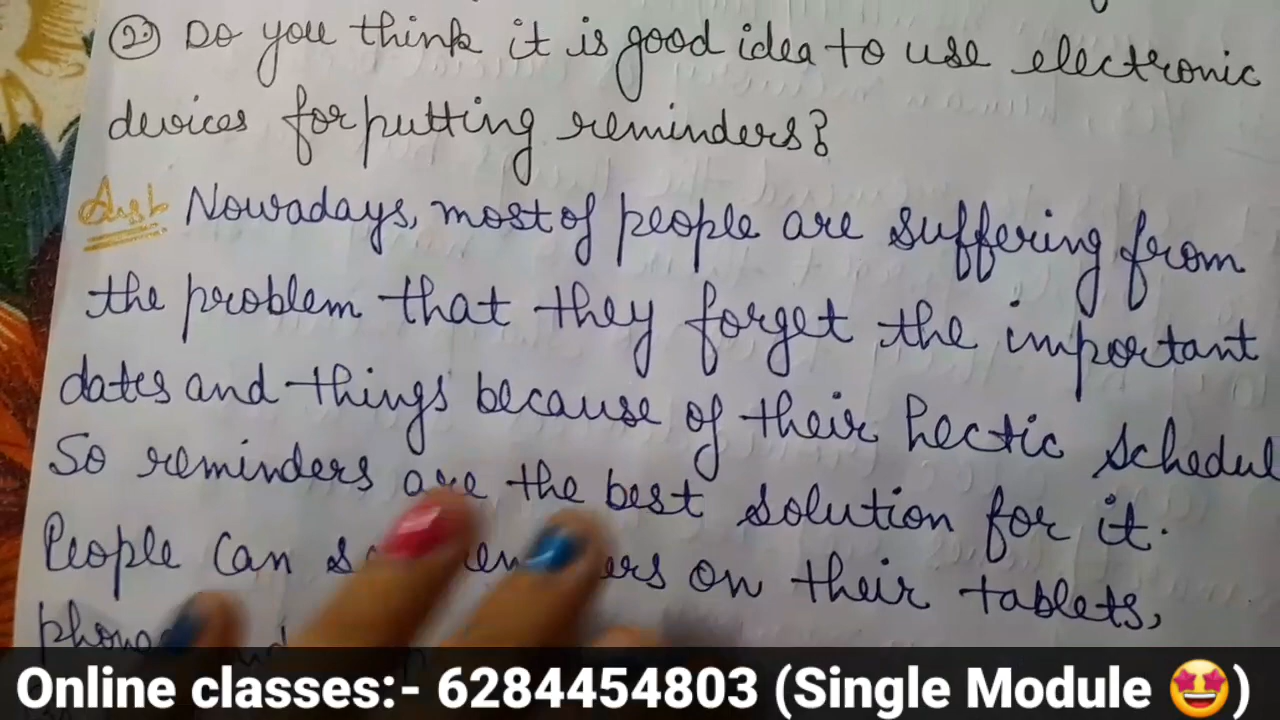 ② Do you think it is good idea to use electronic
devices for putting reminders?
Ans:- Nowadays, most of people are suffering from
the problem that they forget the important
dates and things because of their hectic schedul
So reminders are the best solution for it.
People can on their tablets,
Online classes:- 6284454803 (Single Module 🤩)